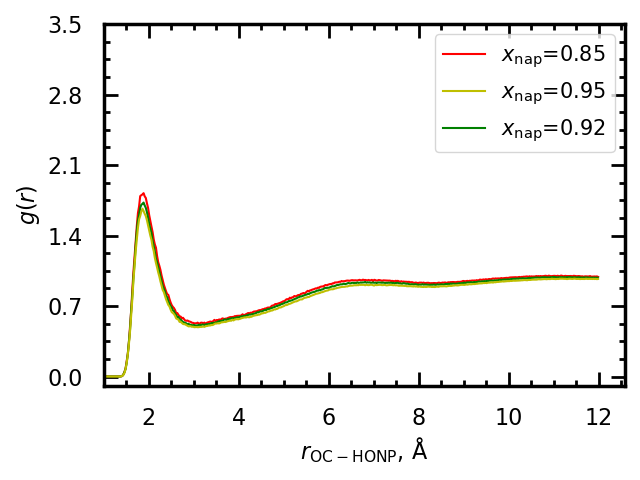 3.5
2.8
2.1
1.4
0.7
0.0
g(r)
x_nap=0.85
x_nap=0.95
x_nap=0.92
2 4 6 8 10 12
r_OC−HONP, Å